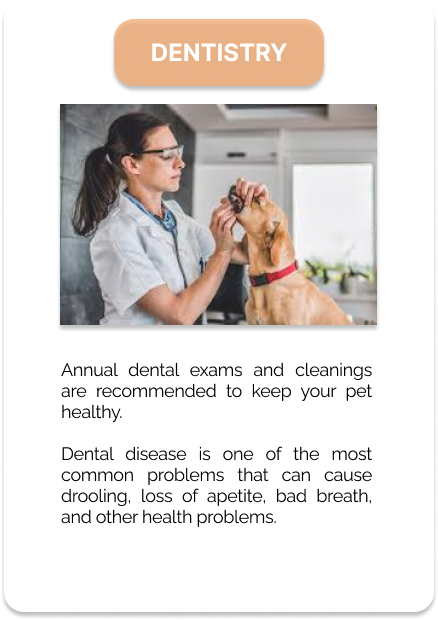 DENTISTRY
Annual dental exams and cleanings
are recommended to keep your pet
healthy.
Dental disease is one of the most
common problems that can cause
drooling, loss of apetite, bad breath,
and other health problems.